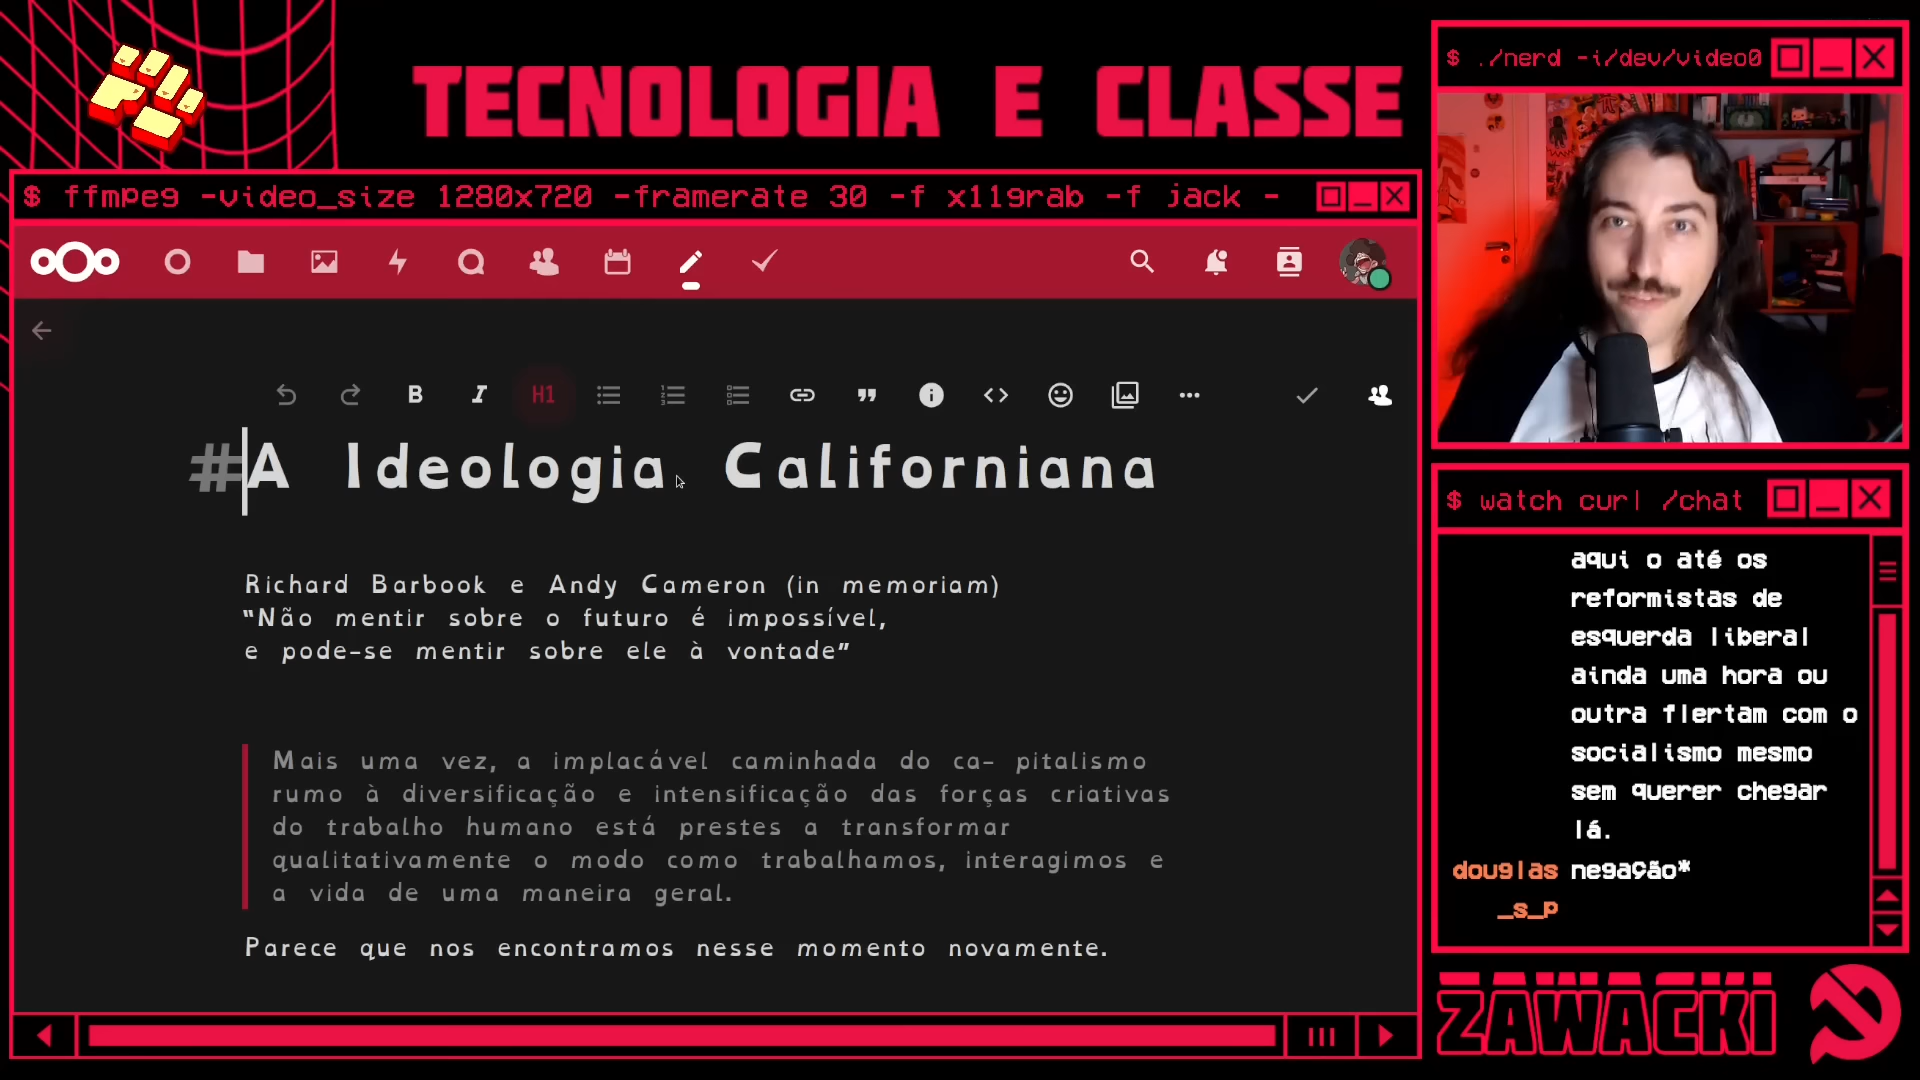 TECNOLOGIA E CLASSE
$ ffmpeg -video_size 1280x720 -framerate 30 -f x11grab -f jack -
H1
#A Ideologia Californiana
Richard Barbook e Andy Cameron (in memoriam)
“Não mentir sobre o futuro é impossível,
e pode-se mentir sobre ele à vontade”
Mais uma vez, a implacável caminhada do ca- pitalismo
rumo à diversificação e intensificação das forças criativas
do trabalho humano está prestes a transformar
qualitativamente o modo como trabalhamos, interagimos e
a vida de uma maneira geral.
Parece que nos encontramos nesse momento novamente.
$ ./nerd -i/dev/video0
$ watch curl /chat
aqui o até os
reformistas de
esquerda liberal
ainda uma hora ou
outra flertam com o
socialismo mesmo
sem querer chegar
lá.
douglas negação*
_s_p
ZAWACKI